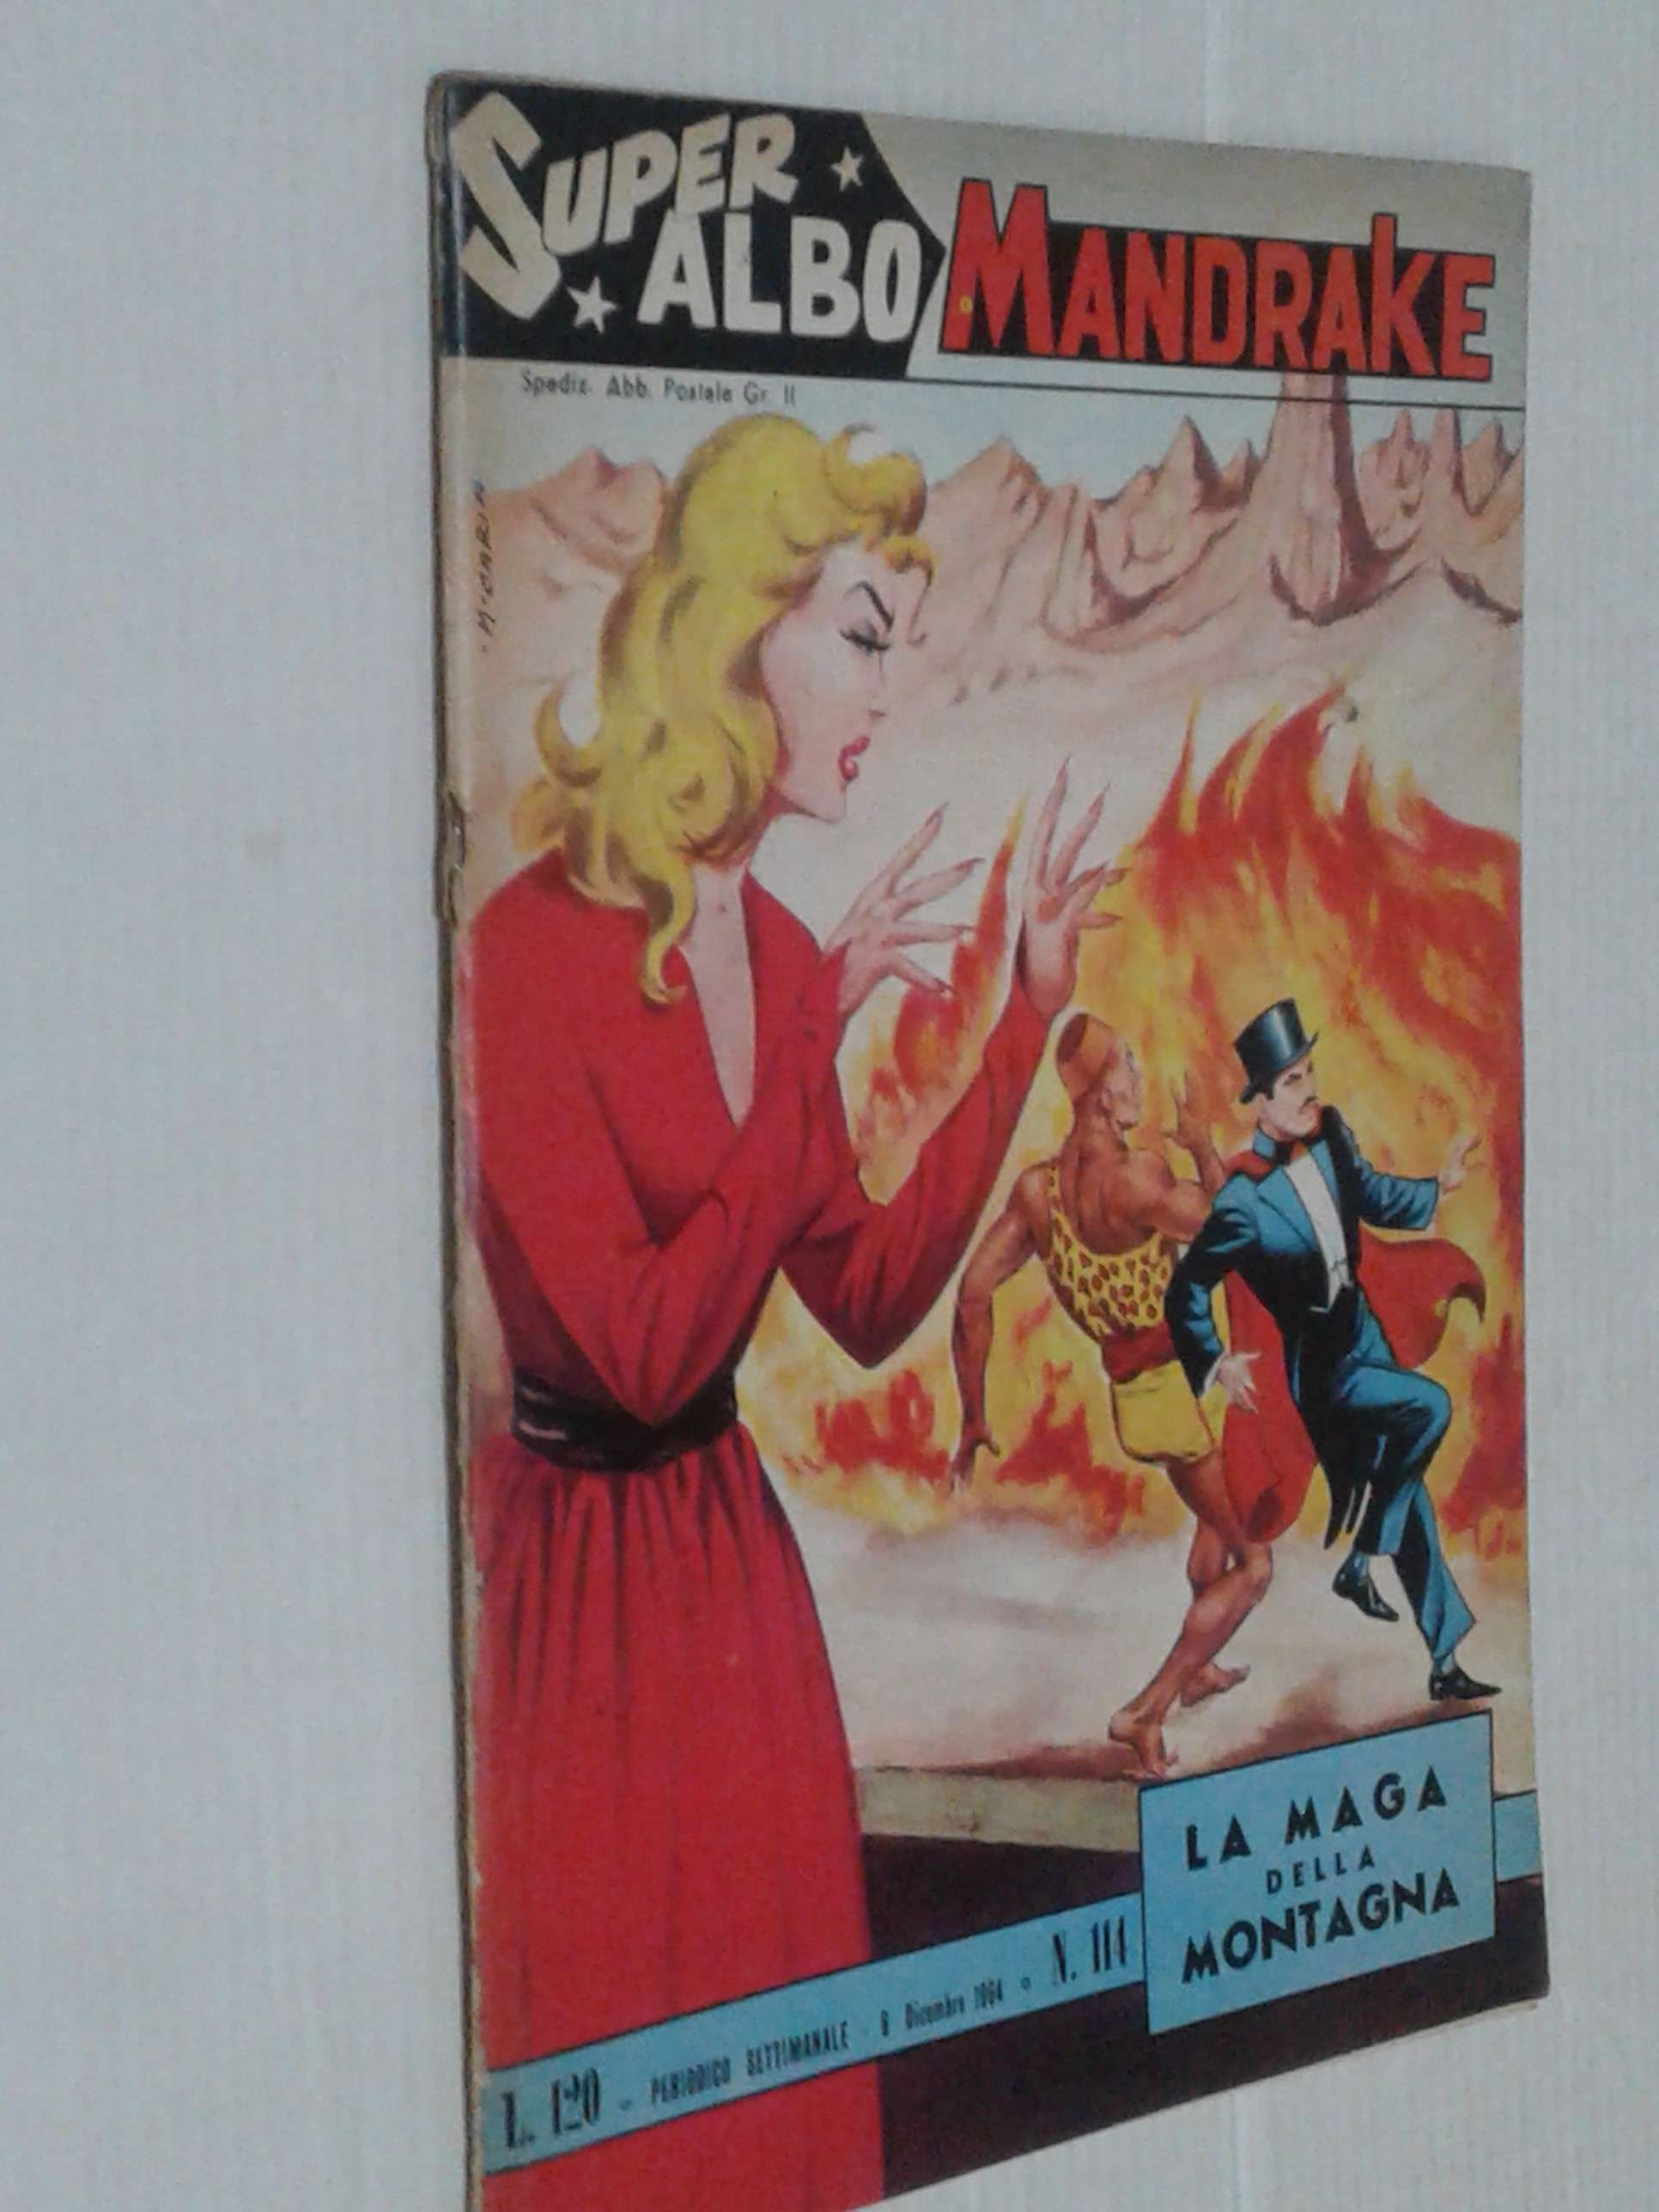 SUPER
ALBO
MANDRAKE
Spediz. Abb. Postale Gr. II
LA MAGA
DELLA
MONTAGNA
L. 120 - PERIODICO SETTIMANALE - 6 Dicembre 1964 - N. 114